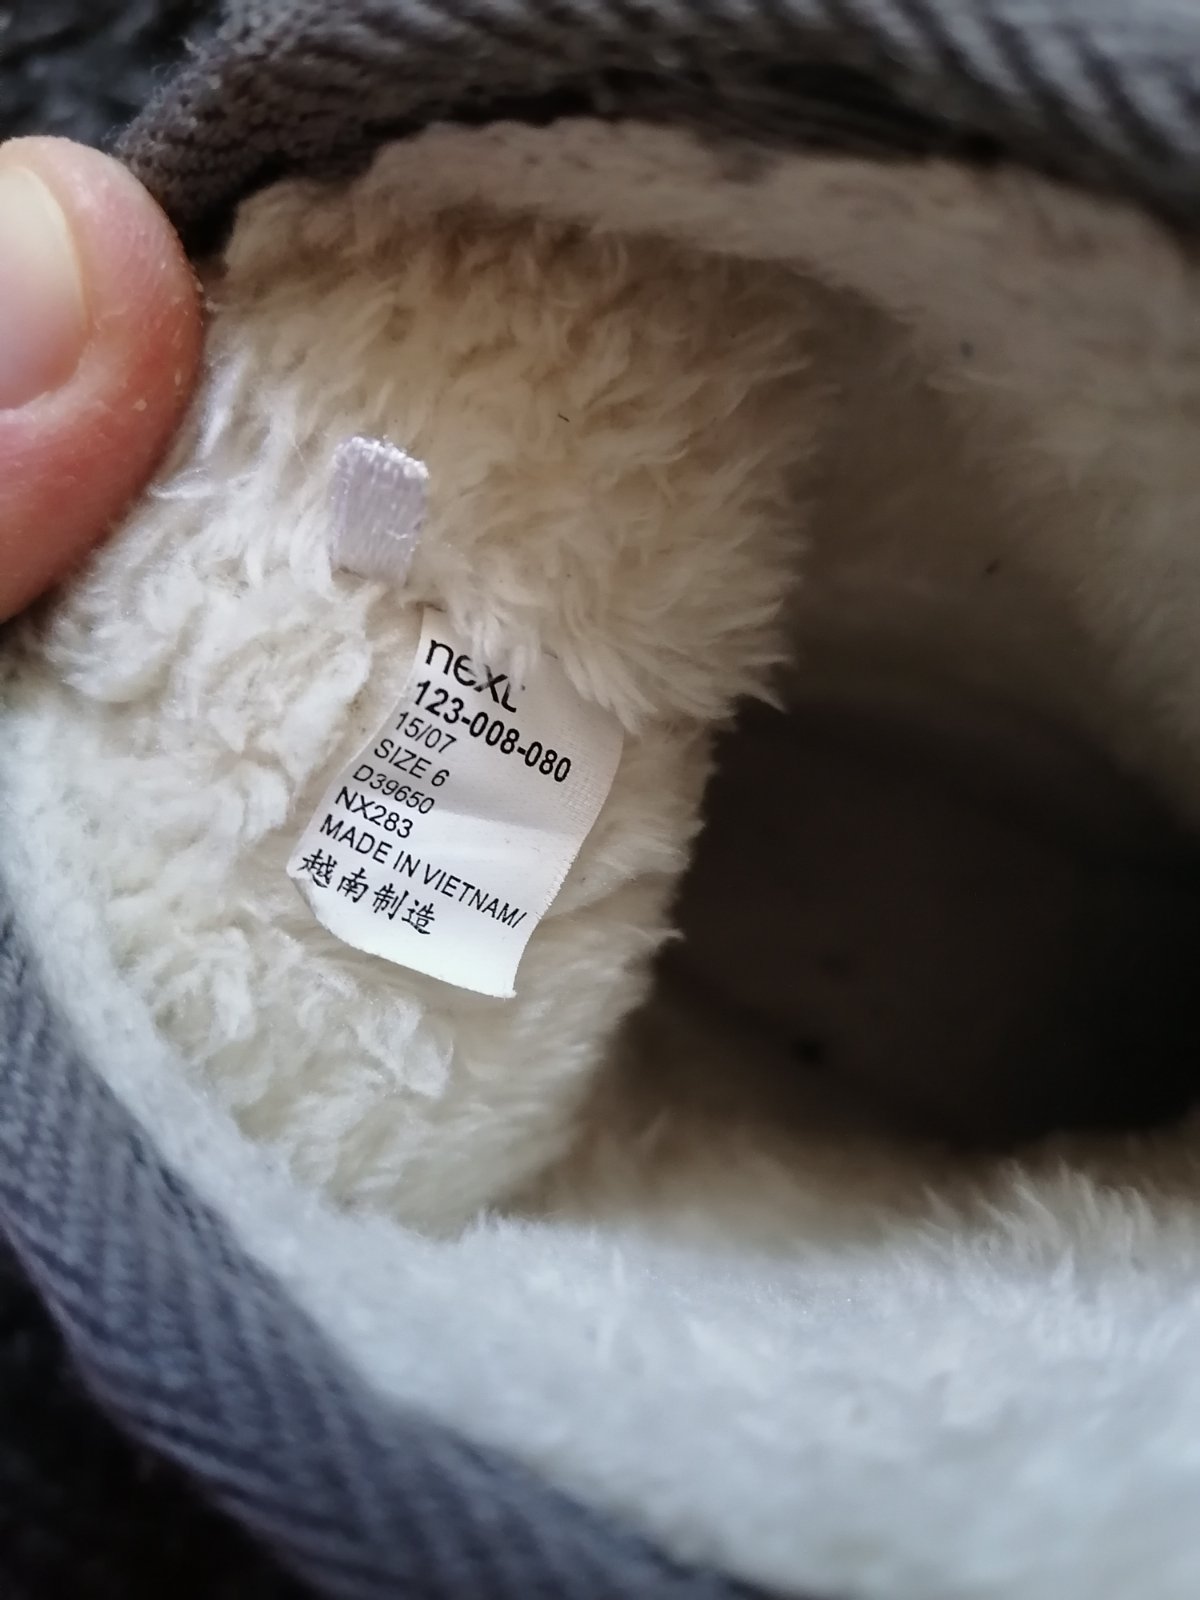 next
123-008-080
15/07
SIZE 6
D39650
NX283
MADE IN VIETNAM/
越南制造